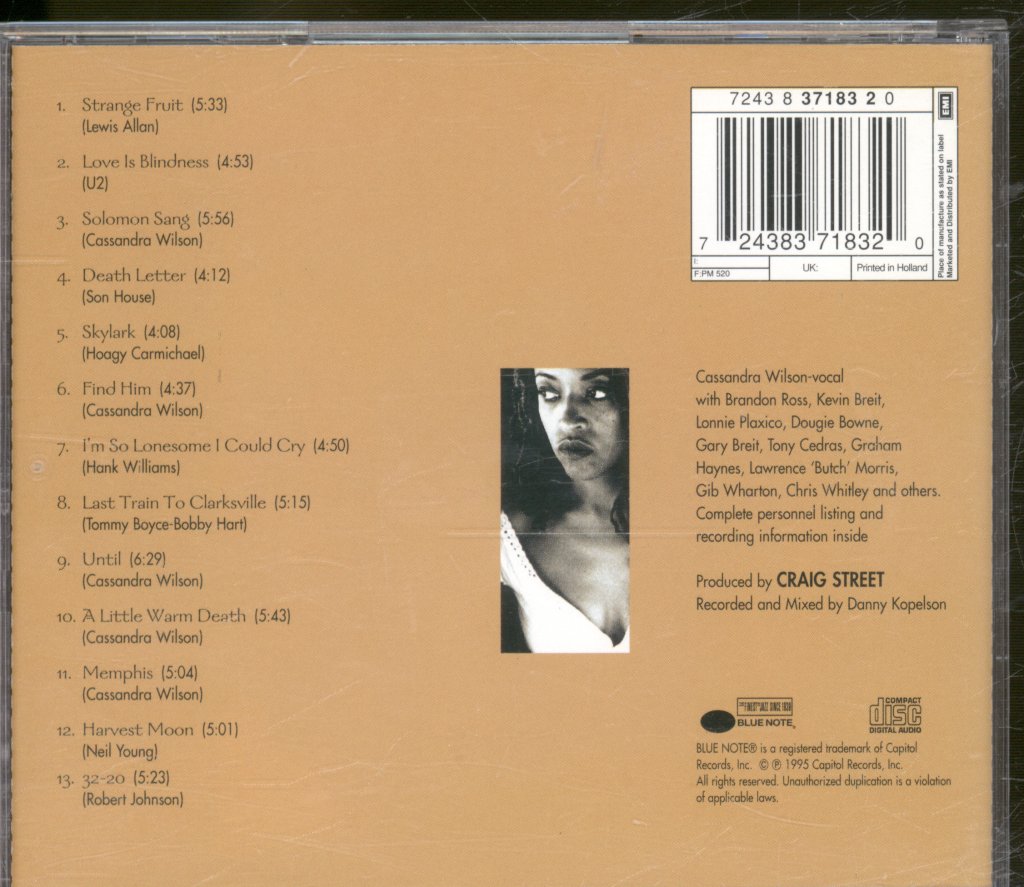 1. Strange Fruit (5:33)
(Lewis Allan)
2. Love Is Blindness (4:53)
(U2)
3. Solomon Sang (5:56)
(Cassandra Wilson)
4. Death Letter (4:12)
(Son House)
5. Skylark (4:08)
(Hoagy Carmichael)
6. Find Him (4:37)
(Cassandra Wilson)
7. I'm So Lonesome I Could Cry (4:50)
(Hank Williams)
8. Last Train To Clarksville (5:15)
(Tommy Boyce-Bobby Hart)
9. Until (6:29)
(Cassandra Wilson)
10. A Little Warm Death (5:43)
(Cassandra Wilson)
11. Memphis (5:04)
(Cassandra Wilson)
12. Harvest Moon (5:01)
(Neil Young)
13. 32-20 (5:23)
(Robert Johnson)
7243 8 37183 2 0
7 24383 71832 0
I:
F:PM 520
UK:
Printed in Holland
EMI
Place of manufacture as stated on label
Marketed and Distributed by EMI
Cassandra Wilson-vocal
with Brandon Ross, Kevin Breit,
Lonnie Plaxico, Dougie Bowne,
Gary Breit, Tony Cedras, Graham
Haynes, Lawrence 'Butch' Morris,
Gib Wharton, Chris Whitley and others.
Complete personnel listing and
recording information inside
Produced by CRAIG STREET
Recorded and Mixed by Danny Kopelson
THE FINEST IN JAZZ SINCE 1939
BLUE NOTE
COMPACT
disc
DIGITAL AUDIO
BLUE NOTE® is a registered trademark of Capitol
Records, Inc. © ℗ 1995 Capitol Records, Inc.
All rights reserved. Unauthorized duplication is a violation
of applicable laws.